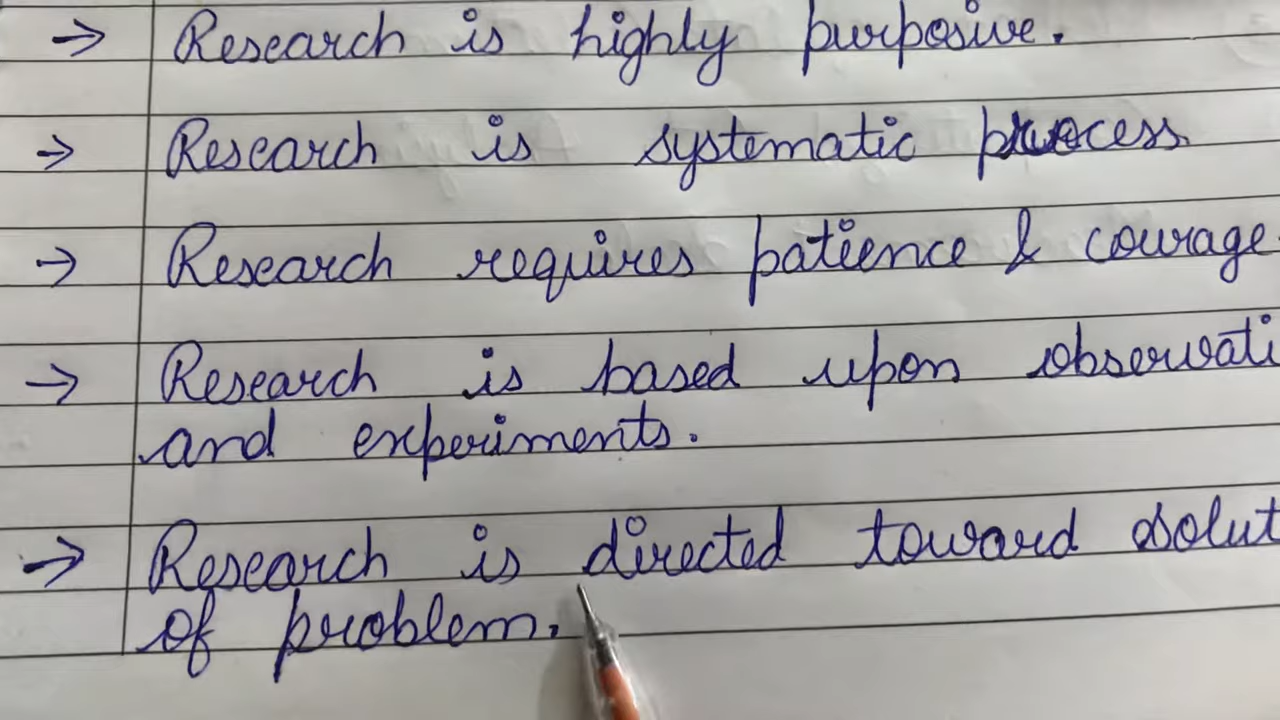 → Research is highly purposive.
→ Research is systematic process.
→ Research requires patience & courage.
→ Research is based upon observati
and experiments.
→ Research is directed toward solut
of problem.